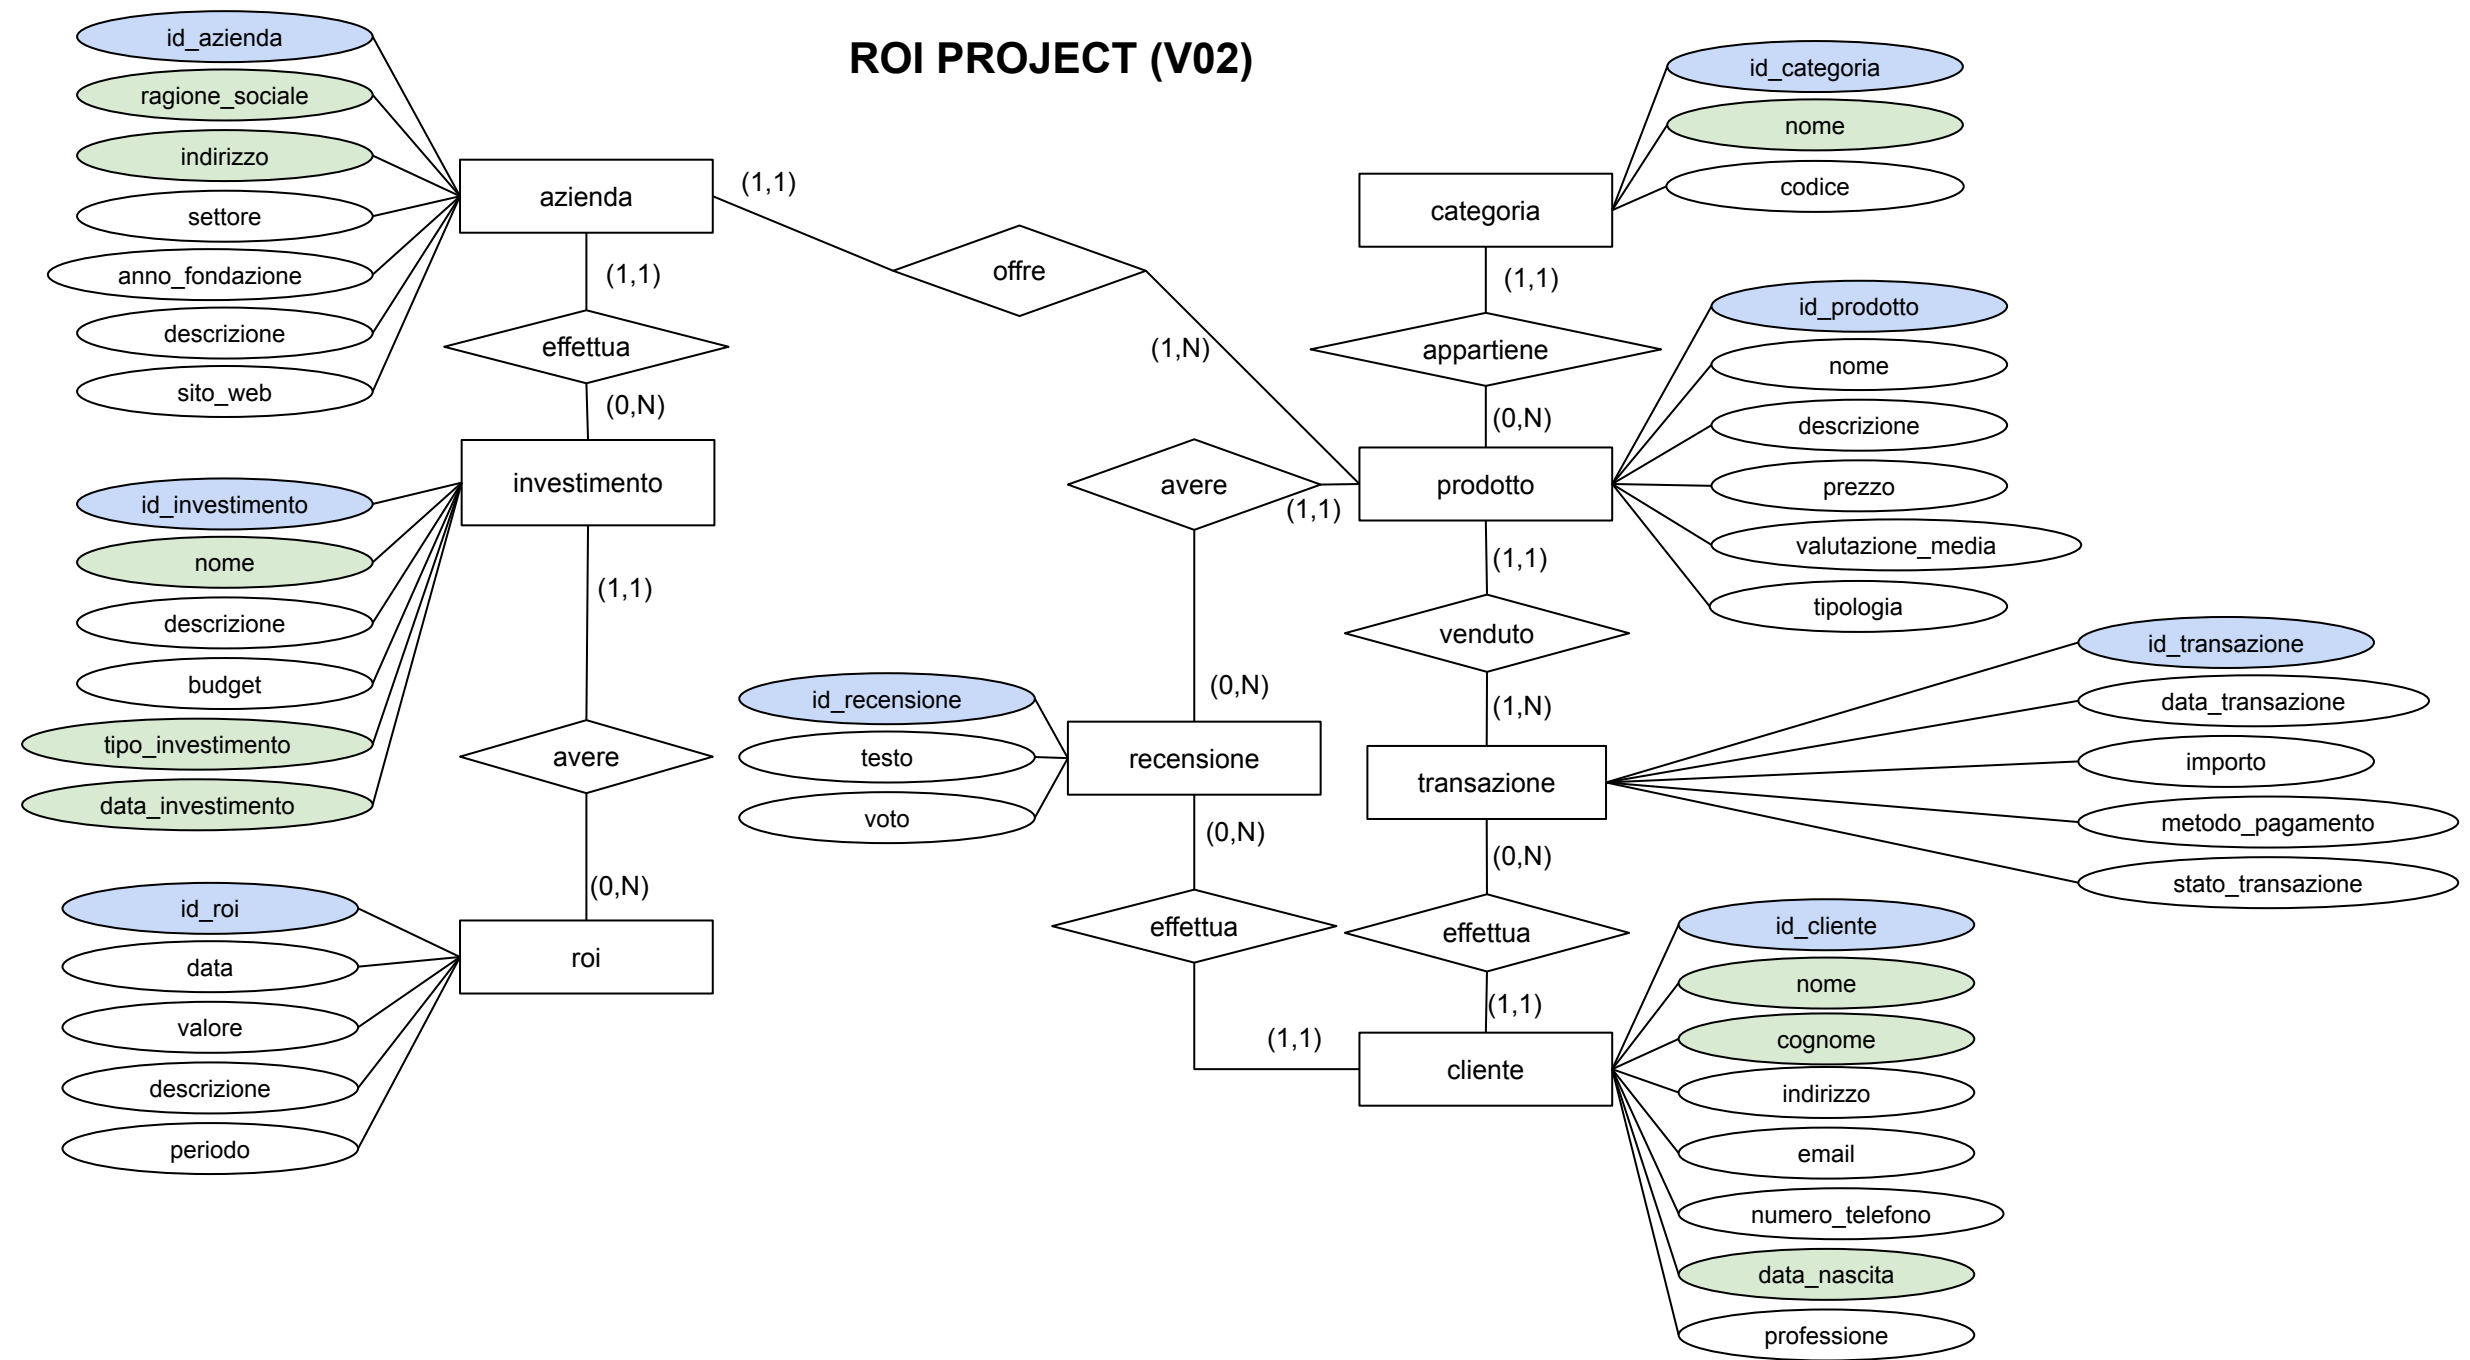 ROI PROJECT (V02)
id_azienda
ragione_sociale
indirizzo
settore
anno_fondazione
descrizione
sito_web
azienda
(1,1)
(1,1)
effettua
(0,N)
offre
(1,N)
id_categoria
nome
codice
categoria
(1,1)
appartiene
(0,N)
id_prodotto
nome
descrizione
prezzo
valutazione_media
tipologia
prodotto
investimento
id_investimento
nome
descrizione
budget
tipo_investimento
data_investimento
(1,1)
avere
(0,N)
avere
(1,1)
(0,N)
(1,1)
venduto
(1,N)
id_recensione
testo
voto
recensione
(0,N)
effettua
(1,1)
transazione
id_transazione
data_transazione
importo
metodo_pagamento
stato_transazione
(0,N)
effettua
(1,1)
id_roi
data
valore
descrizione
periodo
roi
cliente
id_cliente
nome
cognome
indirizzo
email
numero_telefono
data_nascita
professione